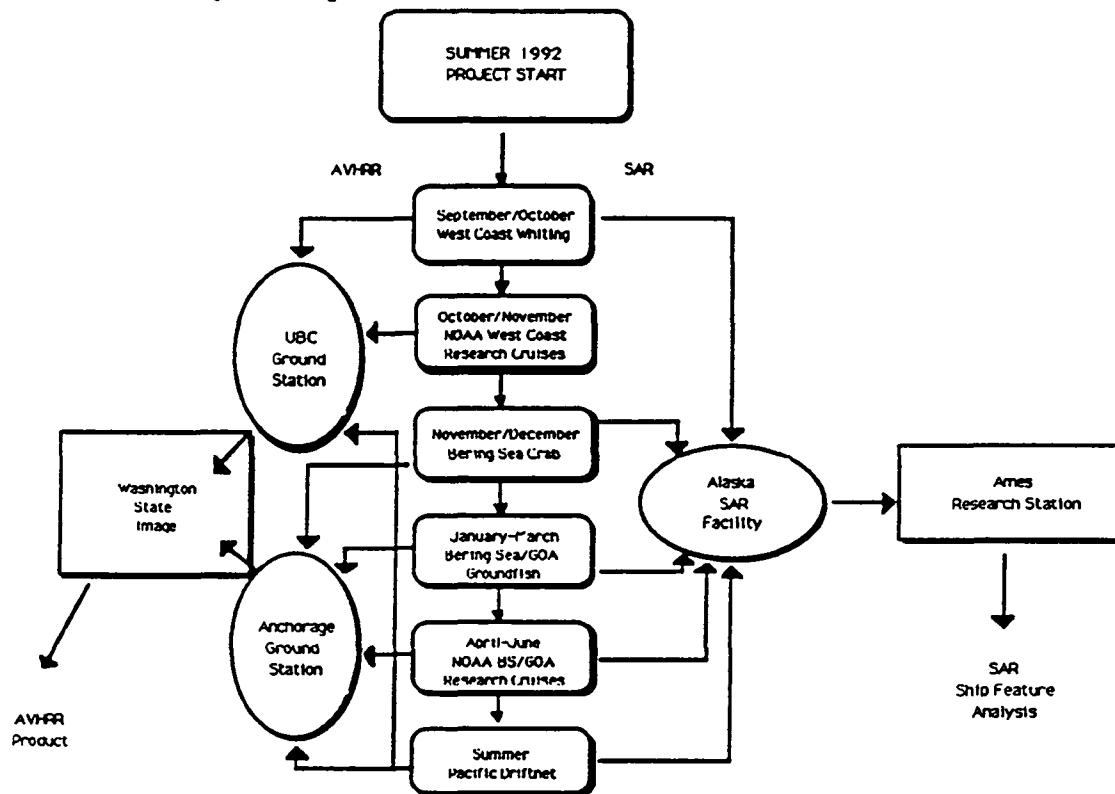 SUMMER 1992
PROJECT START
AVHRR
SAR
September/October
West Coast Whiting
October/November
NOAA West Coast
Research Cruises
UBC
Ground
Station
November/December
Bering Sea Crab
Washington
State
Image
Alaska
SAR
Facility
Ames
Research Station
January-March
Bering Sea/GOA
Groundfish
Anchorage
Ground
Station
April-June
NOAA BS/GOA
Research Cruises
SAR
Ship Feature
Analysis
AVHRR
Product
Summer
Pacific Driftnet